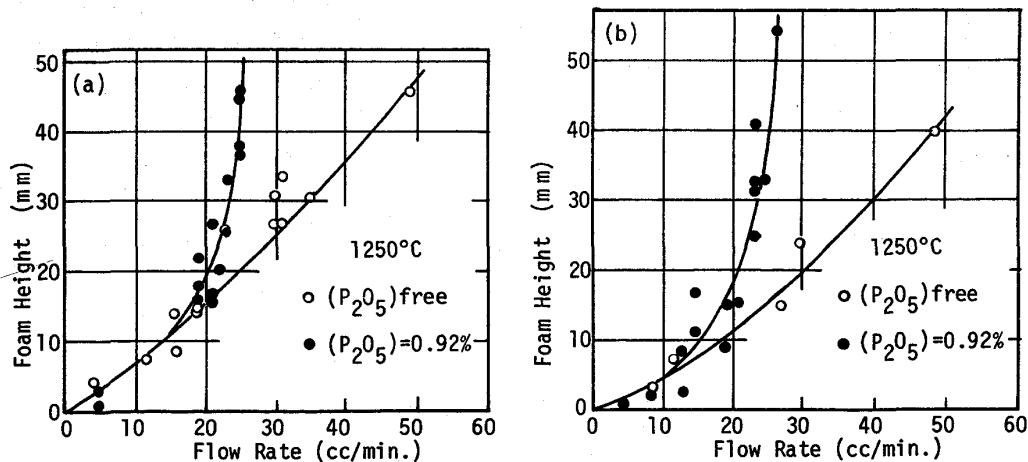 (a)
50
40
30
20
10
0
0 10 20 30 40 50 60
Foam Height (mm)
Flow Rate (cc/min.)
1250°C
○ (P₂O₅)free
● (P₂O₅)=0.92%
(b)
50
40
30
20
10
0
0 10 20 30 40 50 60
Foam Height (mm)
Flow Rate (cc/min.)
1250°C
○ (P₂O₅)free
● (P₂O₅)=0.92%